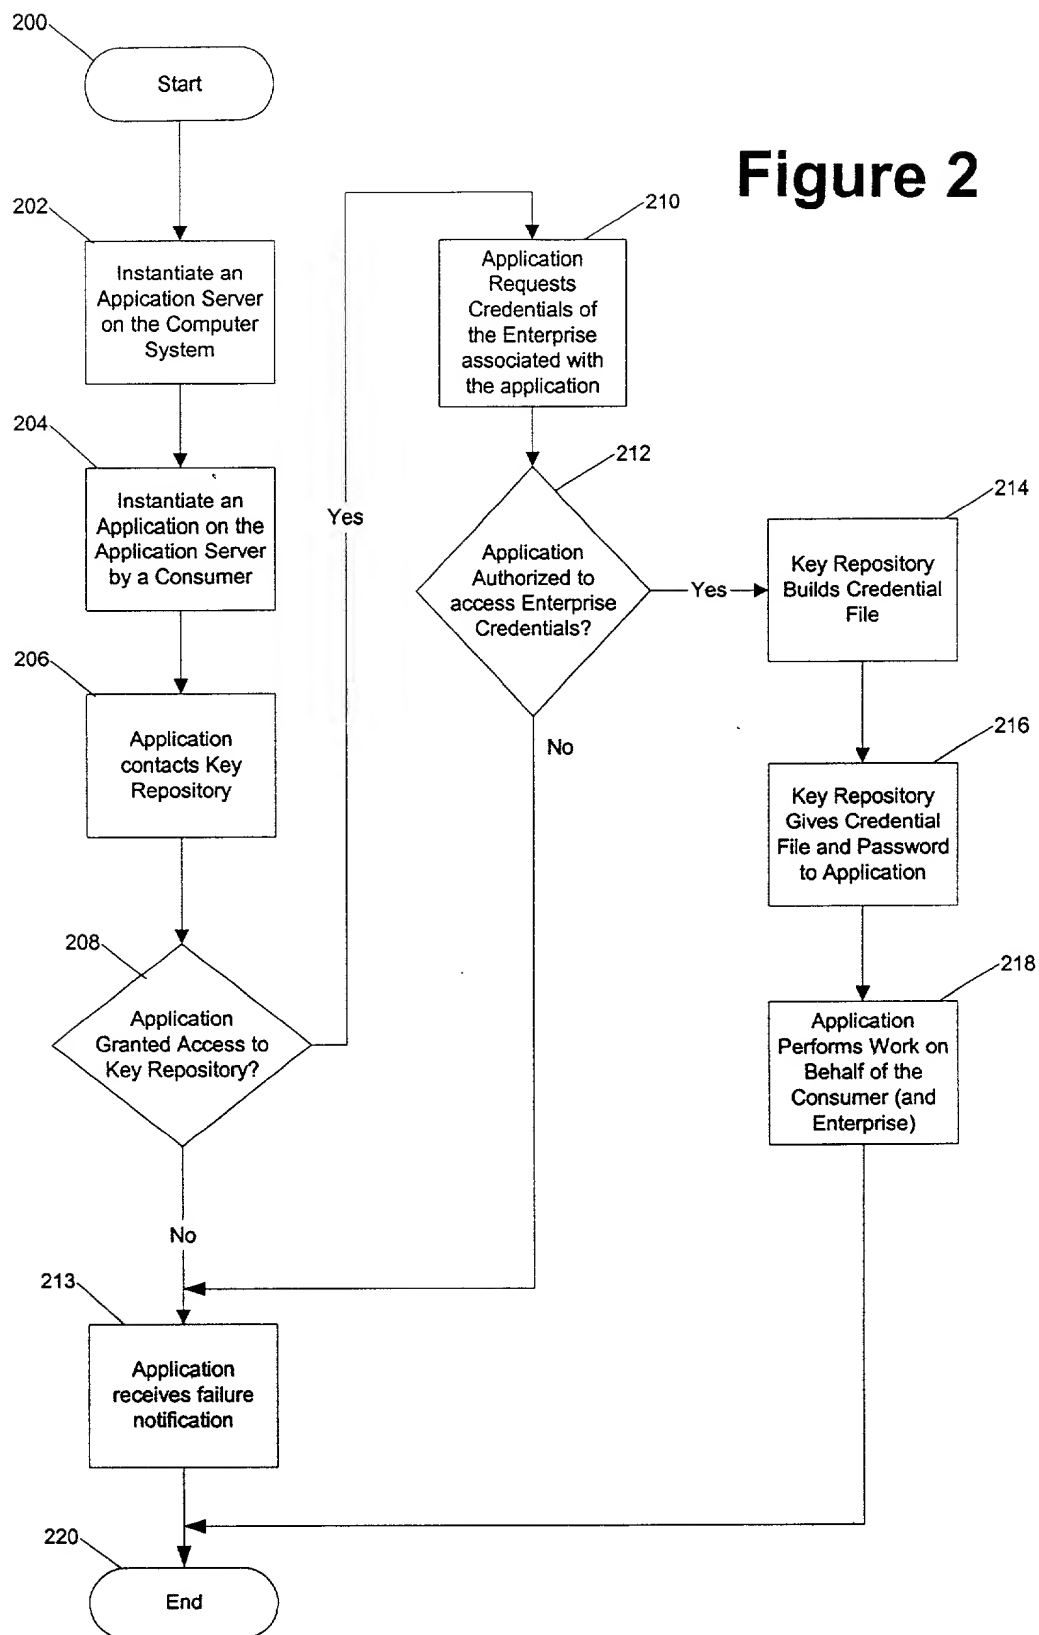 200
Start
Figure 2
202
Instantiate an
Appication Server
on the Computer
System
204
Instantiate an
Application on the
Application Server
by a Consumer
206
Application
contacts Key
Repository
208
Application
Granted Access to
Key Repository?
Yes
No
210
Application
Requests
Credentials of
the Enterprise
associated with
the application
212
Application
Authorized to
access Enterprise
Credentials?
Yes
No
213
Application
receives failure
notification
214
Key Repository
Builds Credential
File
216
Key Repository
Gives Credential
File and Password
to Application
218
Application
Performs Work on
Behalf of the
Consumer (and
Enterprise)
220
End